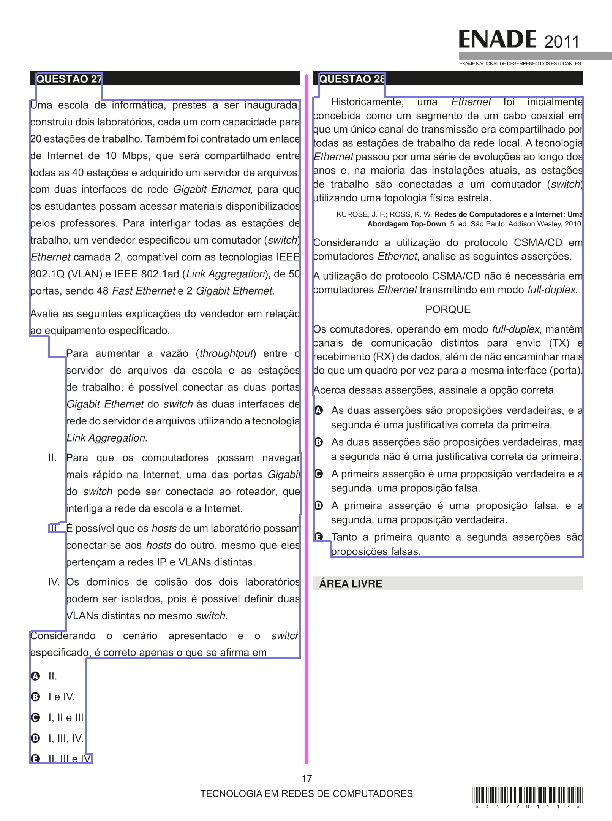 ENADE 2011
EXAME NACIONAL DE DESEMPENHO DOS ESTUDANTES
QUESTÃO 27
Uma escola de informática, prestes a ser inaugurada,
construiu dois laboratórios, cada um com capacidade para
20 estações de trabalho. Também foi contratado um enlace
de Internet de 10 Mbps, que será compartilhado entre
todas as 40 estações e adquirido um servidor de arquivos,
com duas interfaces de rede Gigabit Ethernet, para que
os estudantes possam acessar materiais disponibilizados
pelos professores. Para interligar todas as estações de
trabalho, um vendedor especificou um comutador (switch)
Ethernet camada 2, compatível com as tecnologias IEEE
802.1Q (VLAN) e IEEE 802.1ad (Link Aggregation), de 50
portas, sendo 48 Fast Ethernet e 2 Gigabit Ethernet.
Avalie as seguintes explicações do vendedor em relação
ao equipamento especificado.
Para aumentar a vazão (throughtput) entre o
servidor de arquivos da escola e as estações
de trabalho, é possível conectar as duas portas
Gigabit Ethernet do switch às duas interfaces de
rede do servidor de arquivos utilizando a tecnologia
Link Aggregation.
II. Para que os computadores possam navegar
mais rápido na Internet, uma das portas Gigabit
do switch pode ser conectada ao roteador, que
interliga a rede da escola e a Internet.
III. É possível que os hosts de um laboratório possam
conectar-se aos hosts do outro, mesmo que eles
pertençam a redes IP e VLANs distintas.
IV. Os domínios de colisão dos dois laboratórios
podem ser isolados, pois é possível definir duas
VLANs distintas no mesmo switch.
Considerando o cenário apresentado e o switch
especificado, é correto apenas o que se afirma em
A II.
B I e IV.
C I, II e III.
D I, III, IV.
E II, III e IV.
QUESTÃO 28
Historicamente, uma Ethernet foi inicialmente
concebida como um segmento de um cabo coaxial em
que um único canal de transmissão era compartilhado por
todas as estações de trabalho da rede local. A tecnologia
Ethernet passou por uma série de evoluções ao longo dos
anos e, na maioria das instalações atuais, as estações
de trabalho são conectadas a um comutador (switch)
utilizando uma topologia física estrela.
KUROSE, J. F.; ROSS, K. W. Redes de Computadores e a Internet: Uma
Abordagem Top-Down. 5. ed. São Paulo: Addison Wesley, 2010.
Considerando a utilização do protocolo CSMA/CD em
comutadores Ethernet, analise as seguintes asserções.
A utilização do protocolo CSMA/CD não é necessária em
comutadores Ethernet transmitindo em modo full-duplex.
PORQUE
Os comutadores, operando em modo full-duplex, mantêm
canais de comunicação distintos para envio (TX) e
recebimento (RX) de dados, além de não encaminhar mais
do que um quadro por vez para a mesma interface (porta).
Acerca dessas asserções, assinale a opção correta
A As duas asserções são proposições verdadeiras, e a
segunda é uma justificativa correta da primeira.
B As duas asserções são proposições verdadeiras, mas
a segunda não é uma justificativa correta da primeira.
C A primeira asserção é uma proposição verdadeira e a
segunda, uma proposição falsa.
D A primeira asserção é uma proposição falsa, e a
segunda, uma proposição verdadeira.
E Tanto a primeira quanto a segunda asserções são
proposições falsas.
ÁREA LIVRE
17
TECNOLOGIA EM REDES DE COMPUTADORES